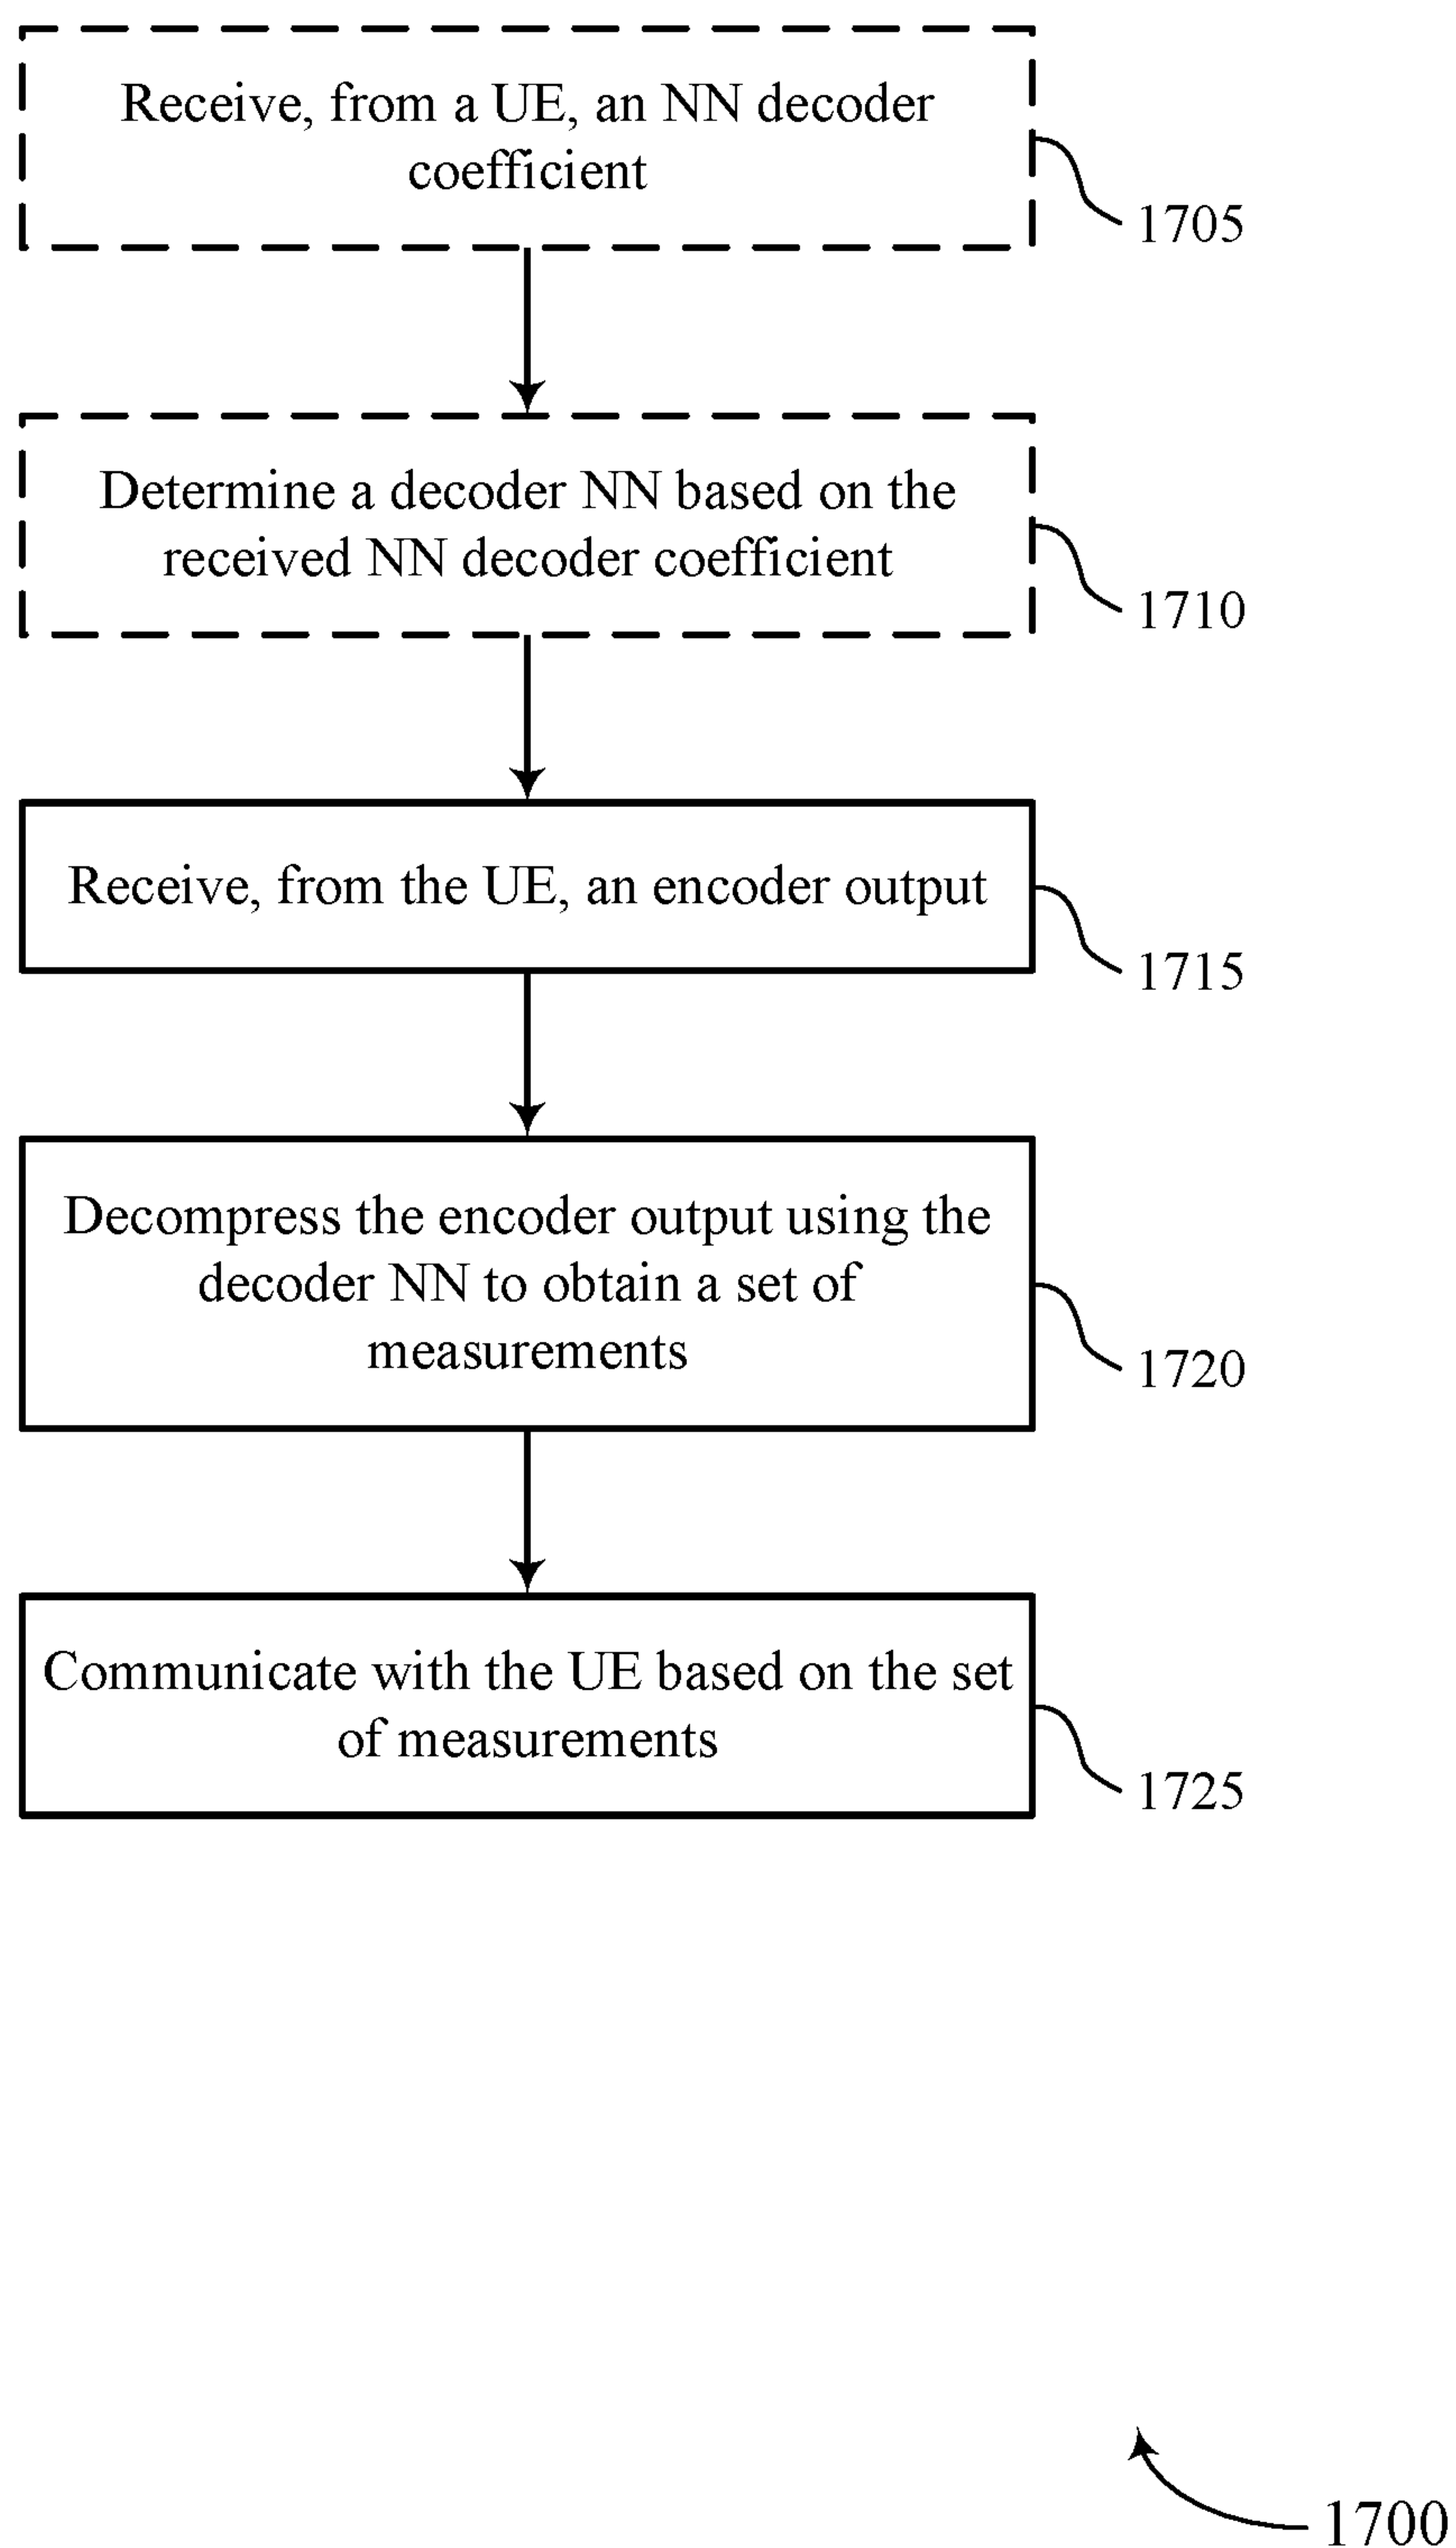 Receive, from a UE, an NN decoder
coefficient
1705
Determine a decoder NN based on the
received NN decoder coefficient
1710
Receive, from the UE, an encoder output
1715
Decompress the encoder output using the
decoder NN to obtain a set of
measurements
1720
Communicate with the UE based on the set
of measurements
1725
1700